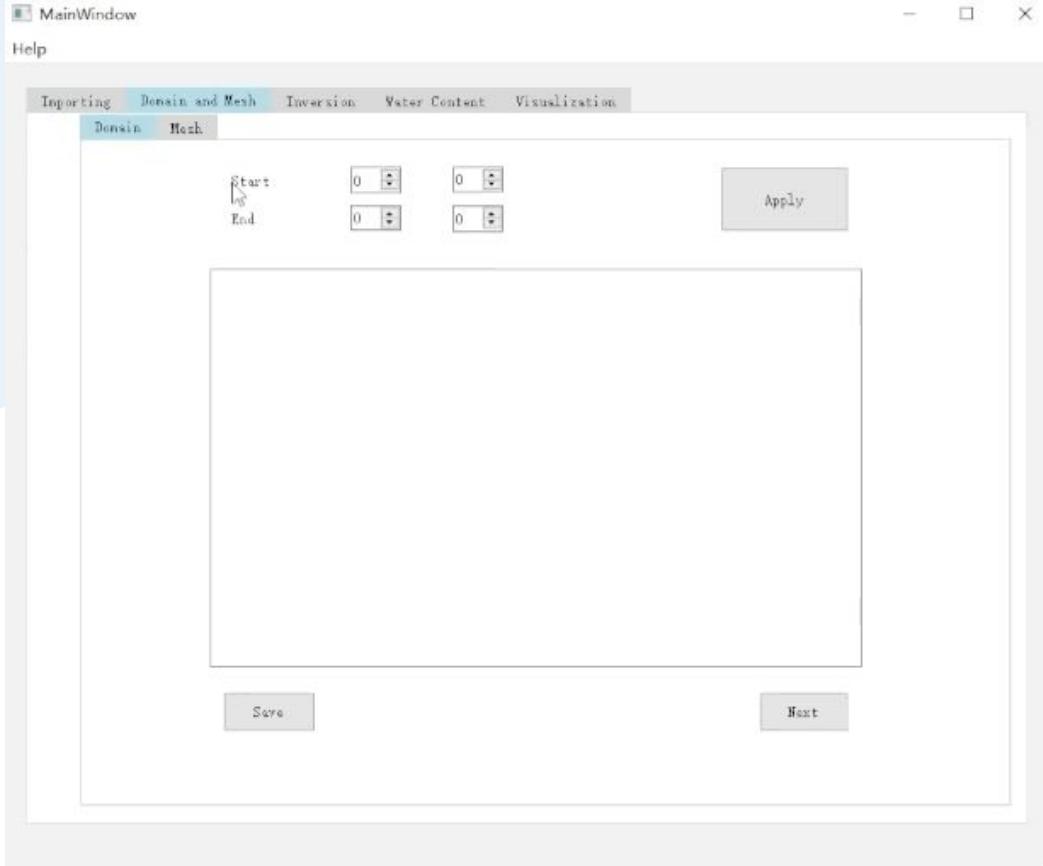 MainWindow
Help
Importing Domain and Mesh Inversion Water Content Visualization
Domain Mesh
Start 0 0
End 0 0
Apply
Save Next